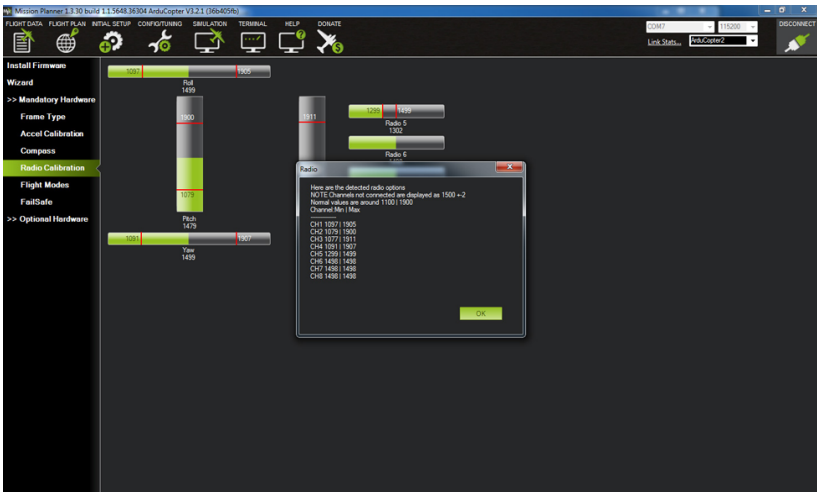 Mission Planner 1.3.30 build 1.1.5648.36304 ArduCopter V3.2.1 (36b405fb)
FLIGHT DATA FLIGHT PLAN INITIAL SETUP CONFIG/TUNING SIMULATION TERMINAL HELP DONATE
COM7 115200 DISCONNECT
Link Stats... ArduCopter2
Install Firmware
Wizard
>> Mandatory Hardware
Frame Type
Accel Calibration
Compass
Radio Calibration
Flight Modes
FailSafe
>> Optional Hardware
1097 1905
Roll
1499
1900
1079
Pitch
1479
1911
1299 1499
Radio 5
1302
Radio 6
1091 1907
Yaw
1499
Radio
Here are the detected radio options
NOTE Channels not connected are displayed as 1500 +-2
Normal values are around 1100 | 1900
Channel:Min | Max
------------
CH1 1097 | 1905
CH2 1079 | 1900
CH3 1077 | 1911
CH4 1091 | 1907
CH5 1299 | 1499
CH6 1498 | 1498
CH7 1498 | 1498
CH8 1498 | 1498
OK